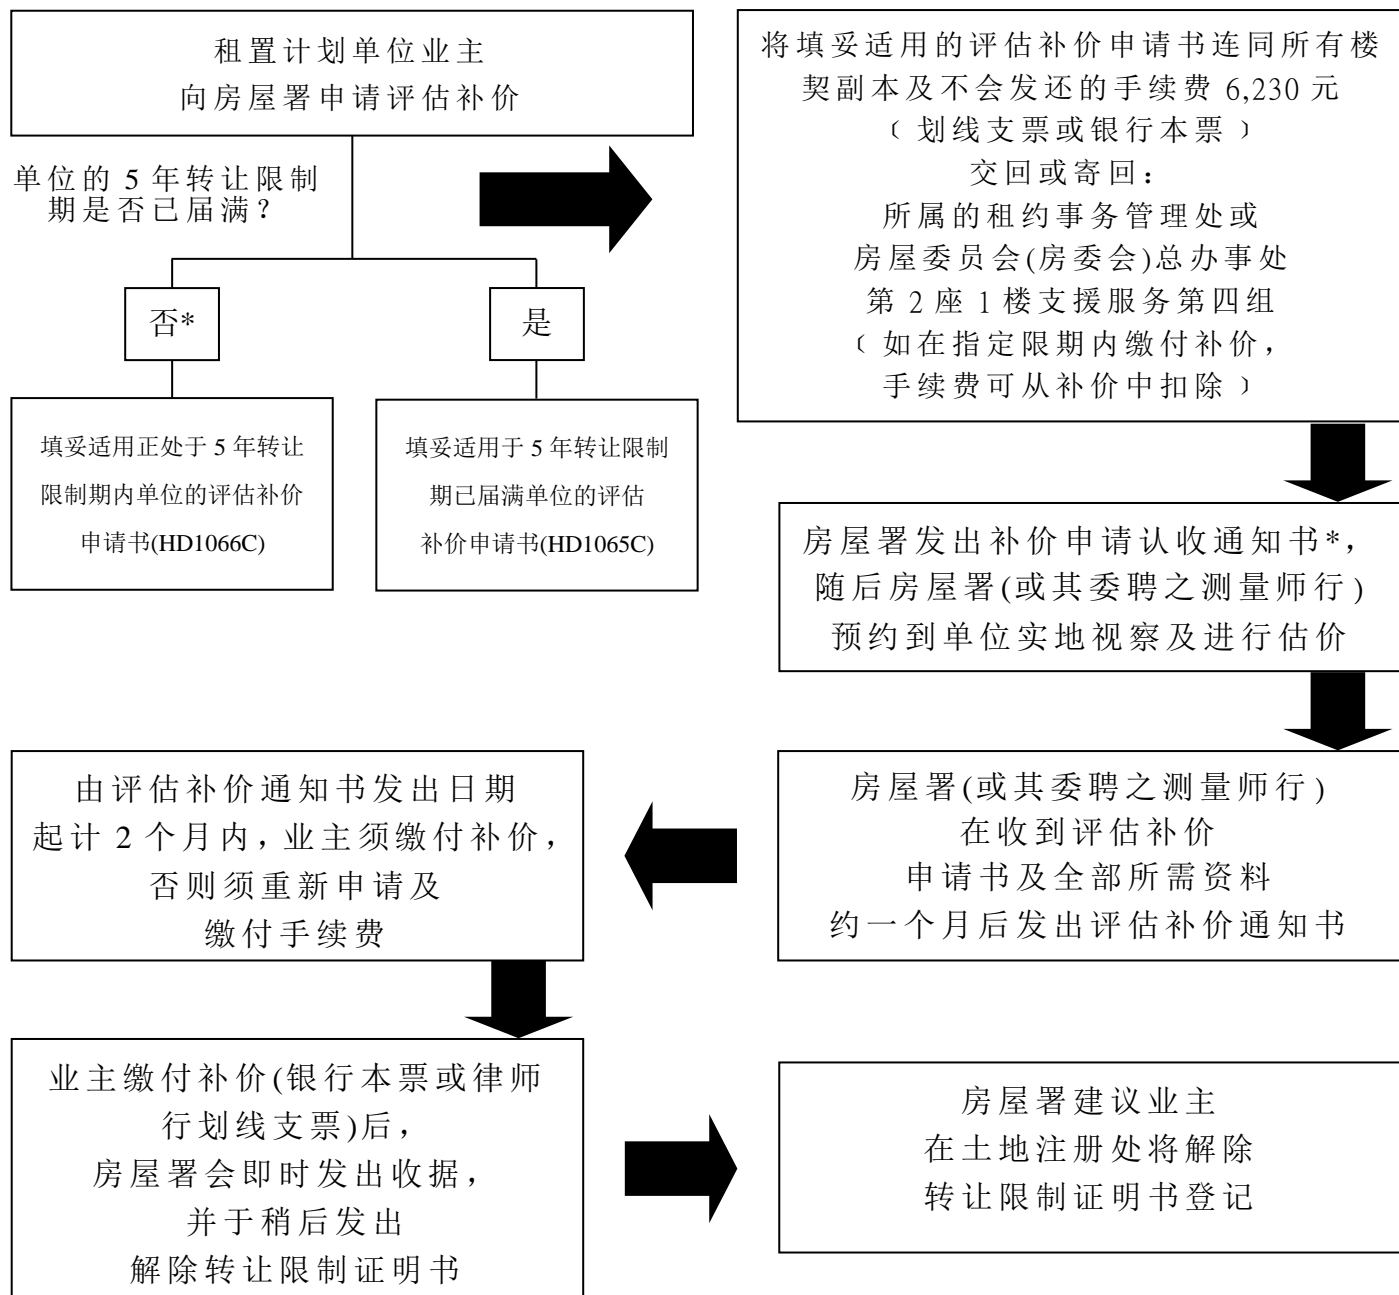 租置计划单位业主
向房屋署申请评估补价
单位的 5 年转让限制
期是否已届满?
否*
是
填妥适用正处于 5 年转让
限制期内单位的评估补价
申请书(HD1066C)
填妥适用于 5 年转让限制
期已届满单位的评估
补价申请书(HD1065C)
将填妥适用的评估补价申请书连同所有楼
契副本及不会发还的手续费 6,230 元
﹙划线支票或银行本票﹚
交回或寄回:
所属的租约事务管理处或
房屋委员会(房委会)总办事处
第 2 座 1 楼支援服务第四组
﹙如在指定限期内缴付补价,
手续费可从补价中扣除﹚
房屋署发出补价申请认收通知书*,
随后房屋署(或其委聘之测量师行)
预约到单位实地视察及进行估价
房屋署(或其委聘之测量师行)
在收到评估补价
申请书及全部所需资料
约一个月后发出评估补价通知书
由评估补价通知书发出日期
起计 2 个月内,业主须缴付补价,
否则须重新申请及
缴付手续费
业主缴付补价(银行本票或律师
行划线支票)后,
房屋署会即时发出收据,
并于稍后发出
解除转让限制证明书
房屋署建议业主
在土地注册处将解除
转让限制证明书登记